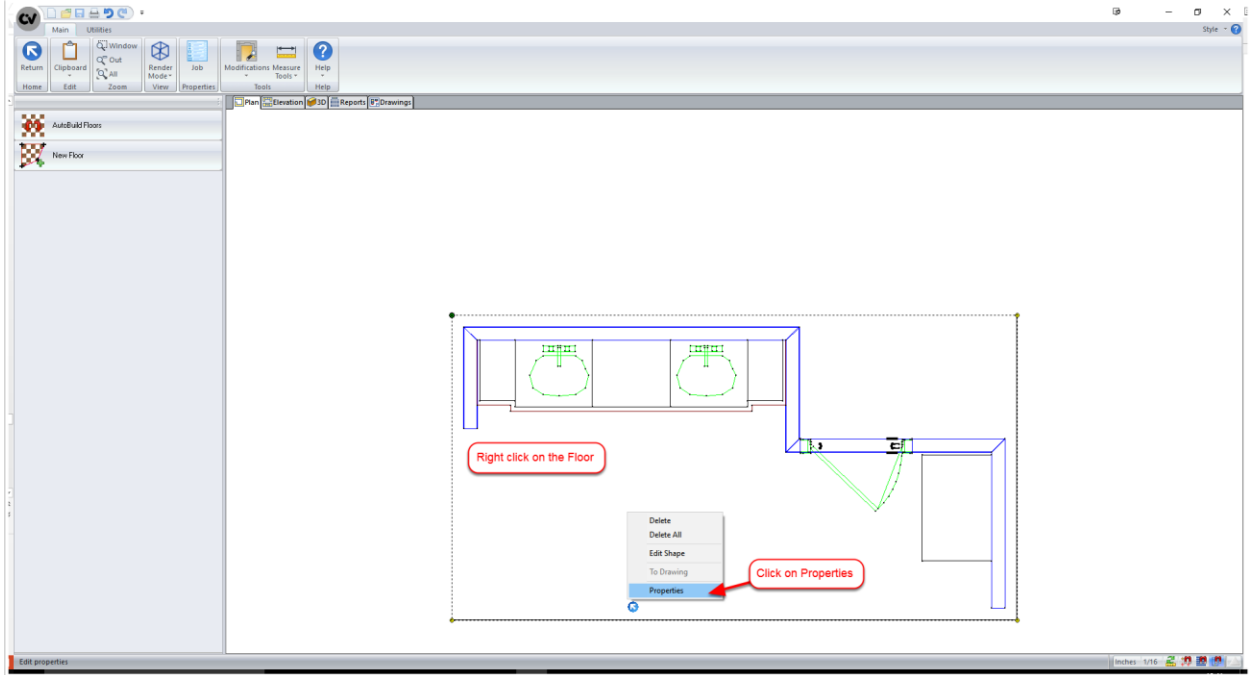 CV
Main Utilities
Style
Return
Clipboard
Window
Out
All
Render
Mode
Job
Modifications
Measure
Tools
Help
Home Edit Zoom View Properties Tools Help
Plan Elevation 3D Reports Drawings
AutoBuild Floors
New Floor
Right click on the Floor
Delete
Delete All
Edit Shape
To Drawing
Properties
Click on Properties
Edit properties
Inches 1/16